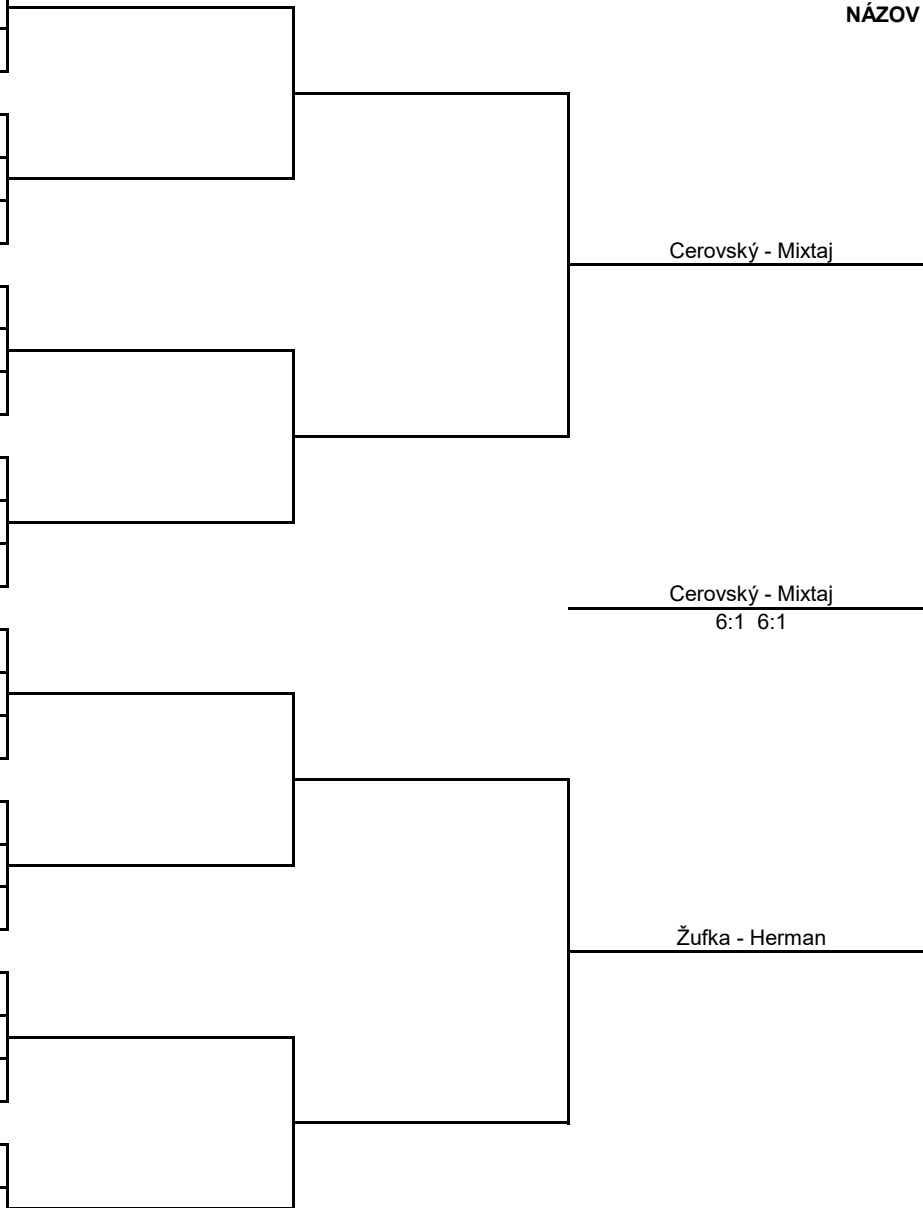 NÁZOV
Cerovský - Mixtaj
Cerovský - Mixtaj
6:1 6:1
Žufka - Herman